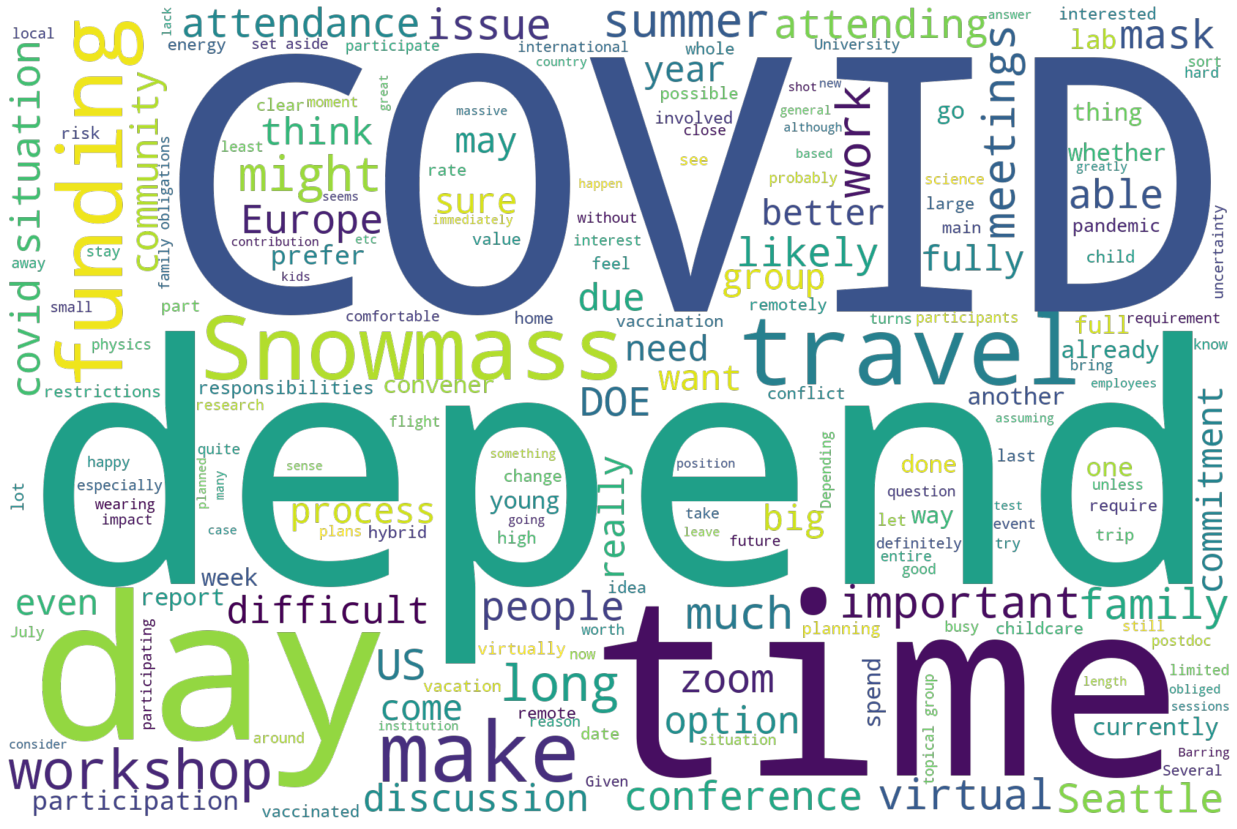 local
lack
attendance
issue
summer
attending
answer
interested
mask
lab
sort
hard
energy
set aside
participate
international
country
whole
University
year
possible
shot
new
general
although
situation
funding
community
risk
clear
moment
great
think
least
might
massive
may
rate
involved
close
see
based
probably
work
go
meetings
thing
whether
greatly
able
seems
Europe
contribution
etc
kids
prefer
sure
immediately
value
happen
without
interest
feel
better
likely
science
large
main
fully
pandemic
child
uncertainty
COVID
family obligations
stay
away
covid
small
part
physics
restrictions
comfortable
home
due
vaccination
group
remotely
turns
participants
full
requirement
already
know
bring
employees
Snowmass
need
want
travel
responsibilities
convener
research
flight
DOE
conflict
another
assuming
commitment
depend
lot
happy
especially
wearing
impact
quite
planned
many
case
sense
process
plans
hybrid
something
change
young
going
high
really
position
take
leave
future
big
Depending
done
question
let
way
definitely
entire
good
last
test
event
try
one
unless
require
trip
week
report
even
July
difficult
people
idea
worth
much
important
family
planning
busy
childcare
still
postdoc
day
participating
around
consider
US
virtually
now
vacation
long
come
remote
reason
institution
date
zoom
option
situation
spend
time
topical group
length
limited
obliged
sessions
currently
Barring
Several
workshop
make
Given
participation
vaccinated
discussion
conference
virtual
Seattle